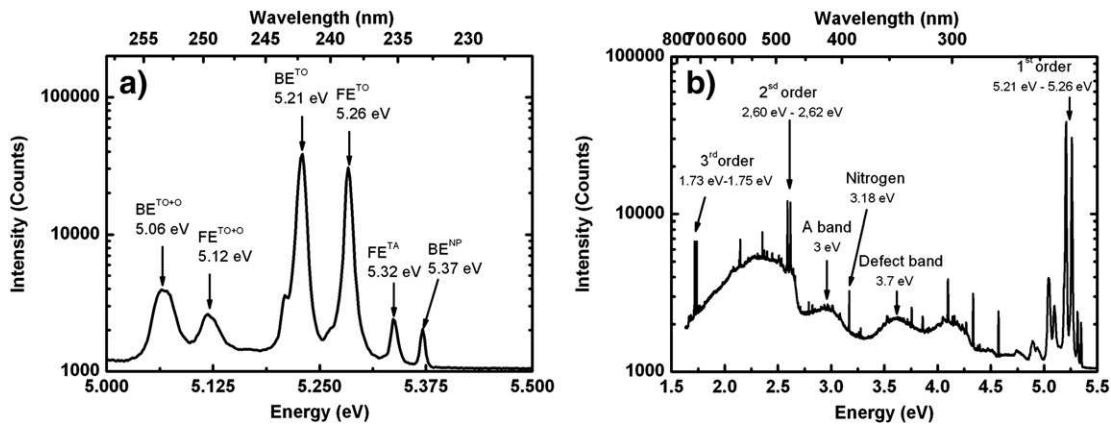 Wavelength (nm)
255 250 245 240 235 230
a)
BE^TO
5.21 eV
FE^TO
5.26 eV
BE^TO+O
5.06 eV
FE^TO+O
5.12 eV
FE^TA
5.32 eV
BE^NP
5.37 eV
100000
10000
1000
Intensity (Counts)
5.000 5.125 5.250 5.375 5.500
Energy (eV)
Wavelength (nm)
800 700 600 500 400 300
b)
1st order
5.21 eV - 5.26 eV
2sd order
2,60 eV - 2,62 eV
3rd order
1.73 eV-1.75 eV
Nitrogen
3.18 eV
A band
3 eV
Defect band
3.7 eV
100000
10000
1000
Intensity (Counts)
1.5 2.0 2.5 3.0 3.5 4.0 4.5 5.0 5.5
Energy (eV)